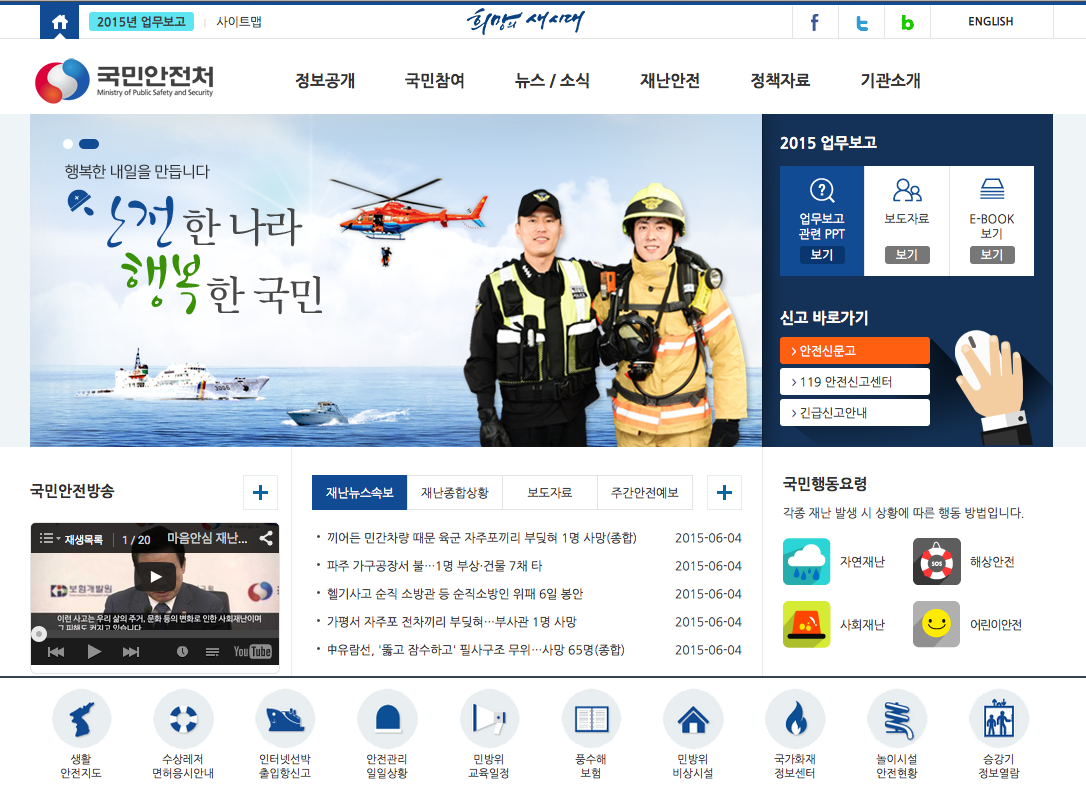 2015년 업무보고
사이트맵
희망의 새시대
ENGLISH
국민안전처
Ministry of Public Safety and Security
정보공개
국민참여
뉴스 / 소식
재난안전
정책자료
기관소개
행복한 내일을 만듭니다
안전한 나라
행복한 국민
3006
2015 업무보고
업무보고
관련 PPT
보기
보도자료
보기
E-BOOK
보기
보기
신고 바로가기
> 안전신문고
> 119 안전신고센터
> 긴급신고안내
국민안전방송
재생목록 | 1 / 20 마음안심 재난...
보험개발원
이런 사고는 우리 삶의 주거, 문화 등의 변화로 인한 사회재난이며
그 피해도 커지고 있습니다
YouTube
재난뉴스속보
재난종합상황
보도자료
주간안전예보
· 끼어든 민간차량 때문 육군 자주포끼리 부딪혀 1명 사망(종합) 2015-06-04
· 파주 가구공장서 불…1명 부상·건물 7채 타 2015-06-04
· 헬기사고 순직 소방관 등 순직소방인 위패 6일 봉안 2015-06-04
· 가평서 자주포 전차끼리 부딪혀…부사관 1명 사망 2015-06-04
· 中유람선, '뚫고 잠수하고' 필사구조 무위…사망 65명(종합) 2015-06-04
국민행동요령
각종 재난 발생 시 상황에 따른 행동 방법입니다.
자연재난
SOS
해상안전
사회재난
어린이안전
생활
안전지도
수상레저
면허응시안내
인터넷선박
출입항신고
안전관리
일일상황
민방위
교육일정
풍수해
보험
민방위
비상시설
국가화재
정보센터
놀이시설
안전현황
승강기
정보열람